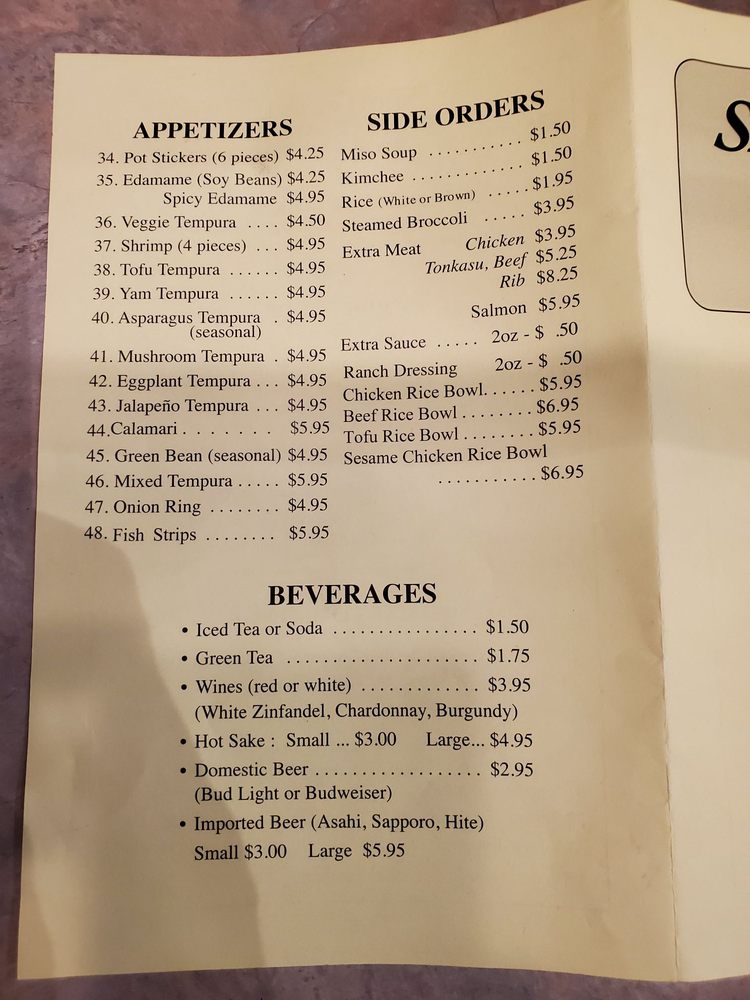 APPETIZERS
34. Pot Stickers (6 pieces) $4.25
35. Edamame (Soy Beans) $4.25
Spicy Edamame $4.95
36. Veggie Tempura .... $4.50
37. Shrimp (4 pieces) ... $4.95
38. Tofu Tempura ...... $4.95
39. Yam Tempura ...... $4.95
40. Asparagus Tempura . $4.95
(seasonal)
41. Mushroom Tempura . $4.95
42. Eggplant Tempura ... $4.95
43. Jalapeño Tempura ... $4.95
44.Calamari. . . . . . . $5.95
45. Green Bean (seasonal) $4.95
46. Mixed Tempura ..... $5.95
47. Onion Ring ........ $4.95
48. Fish Strips ........ $5.95
SIDE ORDERS
Miso Soup ........... $1.50
Kimchee ............. $1.50
Rice (White or Brown) ..... $1.95
Steamed Broccoli ..... $3.95
Extra Meat Chicken $3.95
Tonkasu, Beef $5.25
Rib $8.25
Salmon $5.95
Extra Sauce ..... 2oz - $ .50
Ranch Dressing 2oz - $ .50
Chicken Rice Bowl...... $5.95
Beef Rice Bowl ........ $6.95
Tofu Rice Bowl ........ $5.95
Sesame Chicken Rice Bowl
........... $6.95
BEVERAGES
• Iced Tea or Soda ................ $1.50
• Green Tea ..................... $1.75
• Wines (red or white) ............. $3.95
(White Zinfandel, Chardonnay, Burgundy)
• Hot Sake : Small ... $3.00 Large... $4.95
• Domestic Beer .................. $2.95
(Bud Light or Budweiser)
• Imported Beer (Asahi, Sapporo, Hite)
Small $3.00 Large $5.95